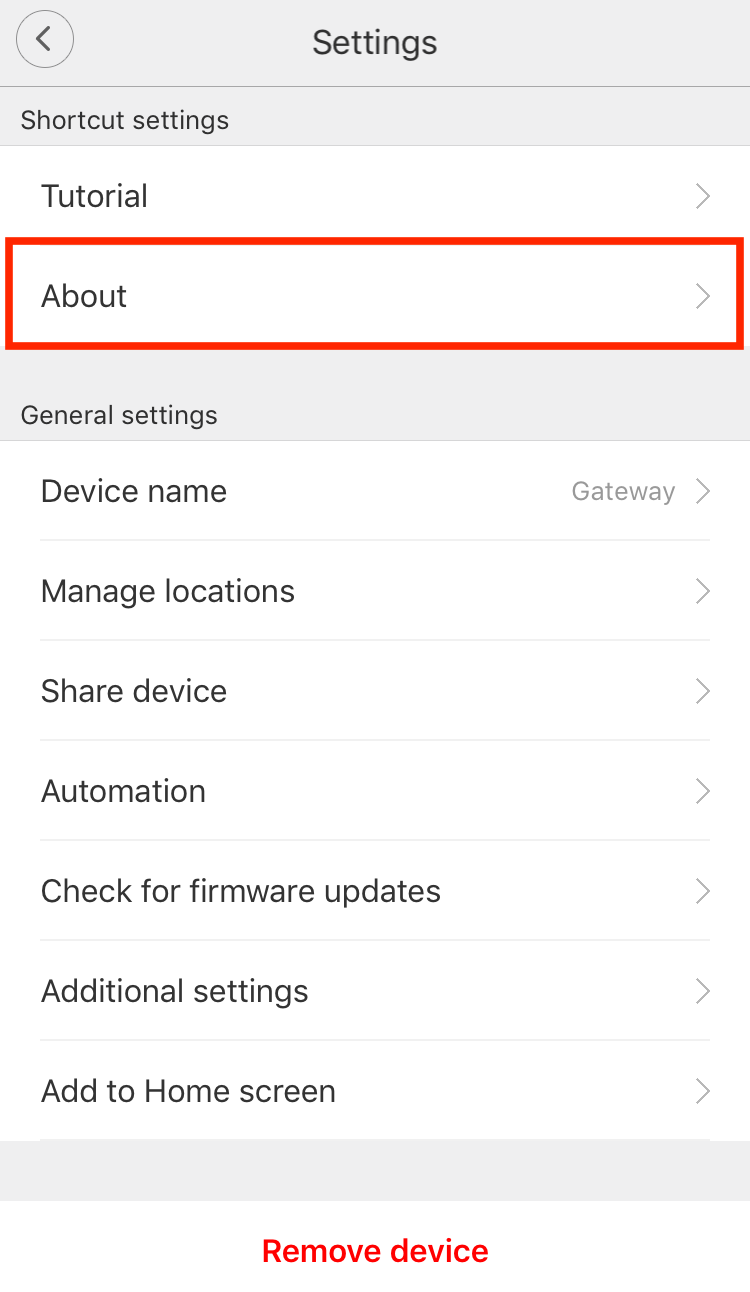 Settings
Shortcut settings
Tutorial
About
General settings
Device name Gateway
Manage locations
Share device
Automation
Check for firmware updates
Additional settings
Add to Home screen
Remove device